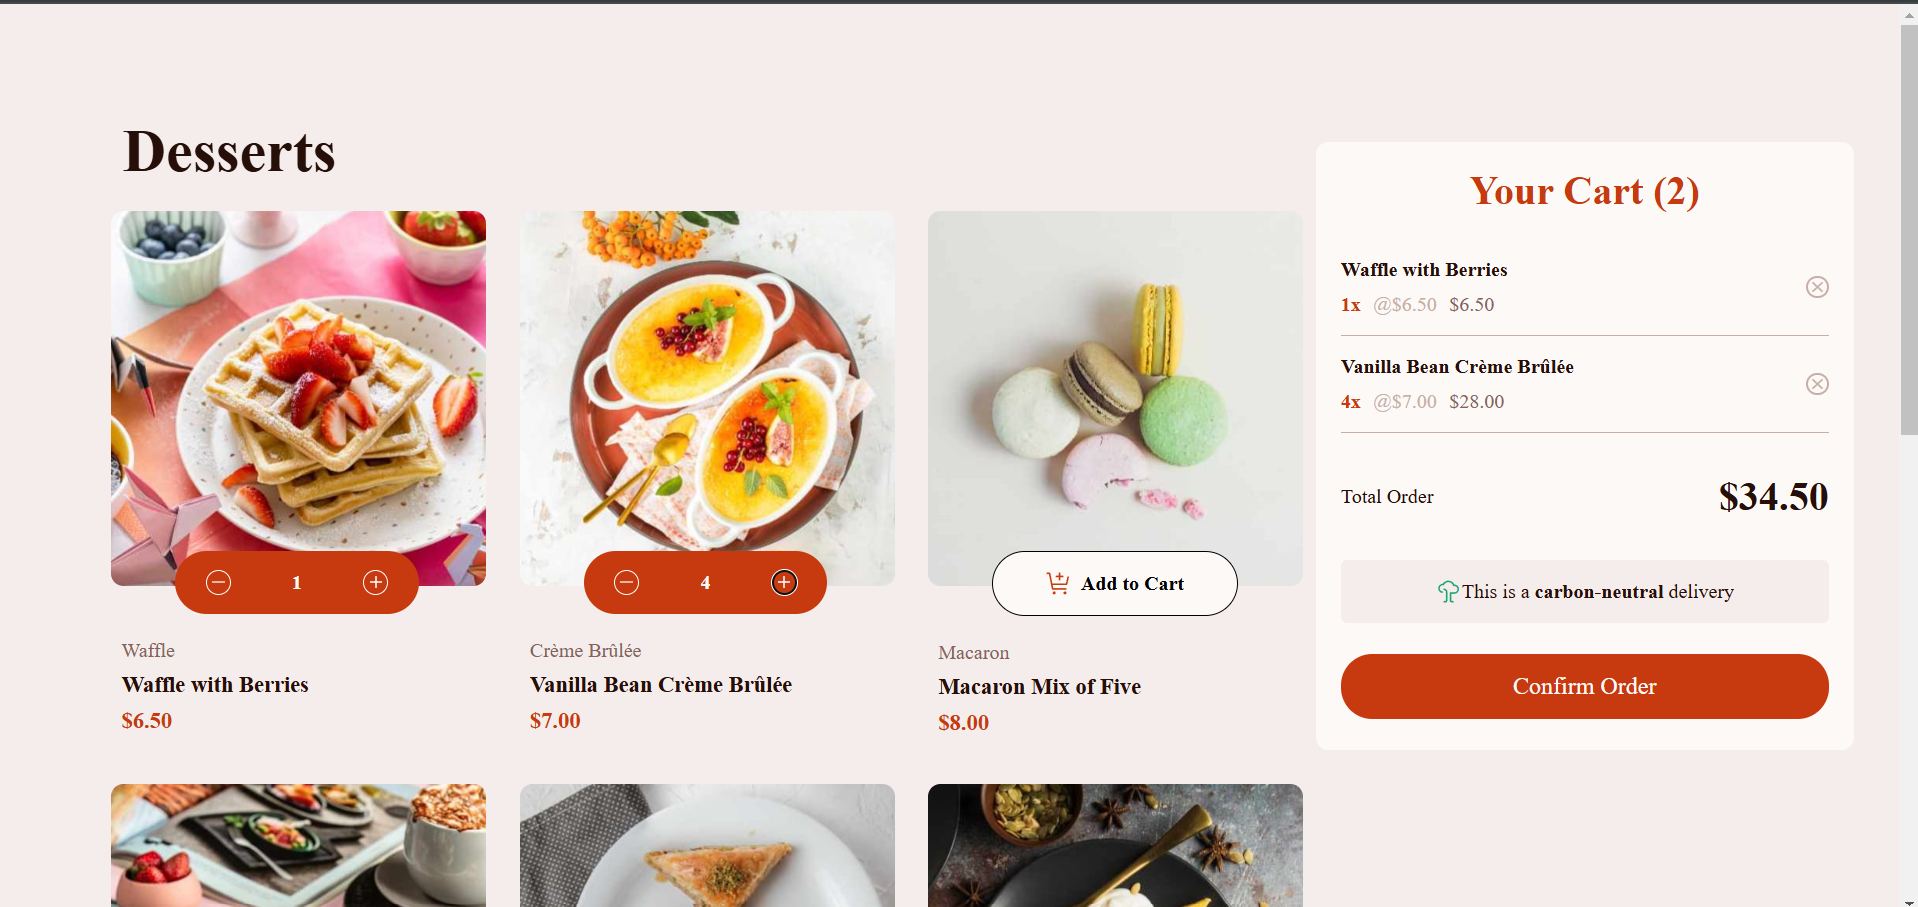 Desserts
1
Waffle
Waffle with Berries
$6.50
4
Crème Brûlée
Vanilla Bean Crème Brûlée
$7.00
Add to Cart
Macaron
Macaron Mix of Five
$8.00
Your Cart (2)
Waffle with Berries
1x @$6.50 $6.50
Vanilla Bean Crème Brûlée
4x @$7.00 $28.00
Total Order $34.50
This is a carbon-neutral delivery
Confirm Order